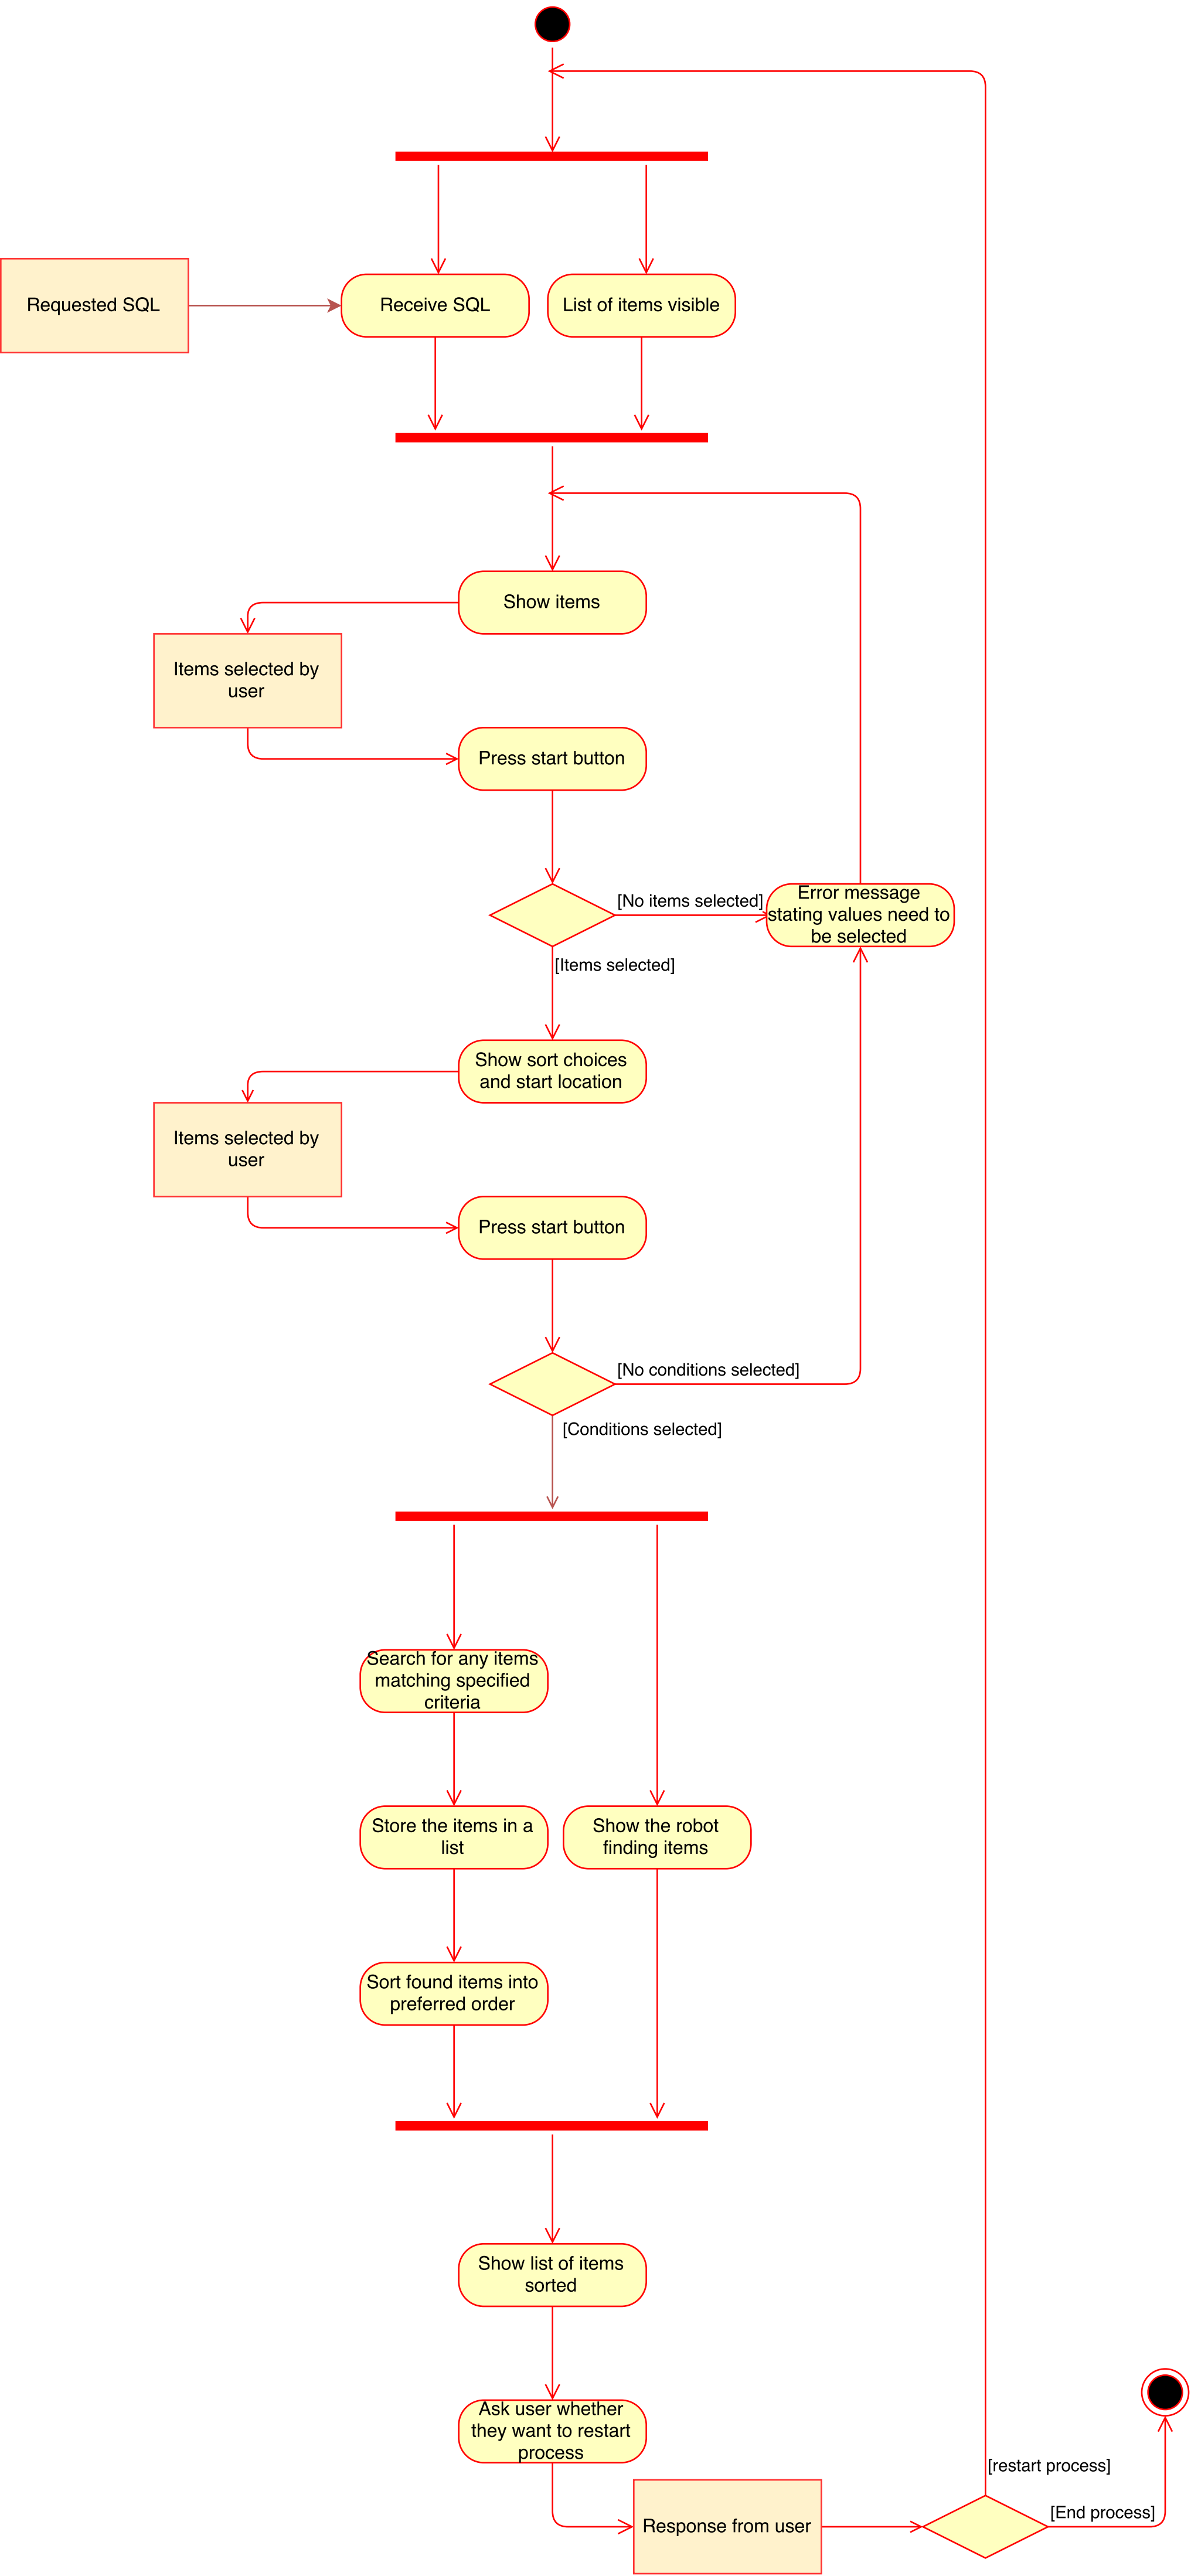 Requested SQL
Receive SQL
List of items visible
Show items
Items selected by
user
Press start button
[No items selected]
Error message
stating values need to
be selected
[Items selected]
Show sort choices
and start location
Items selected by
user
Press start button
[No conditions selected]
[Conditions selected]
Search for any items
matching specified
criteria
Store the items in a
list
Show the robot
finding items
Sort found items into
preferred order
Show list of items
sorted
Ask user whether
they want to restart
process
[restart process]
[End process]
Response from user